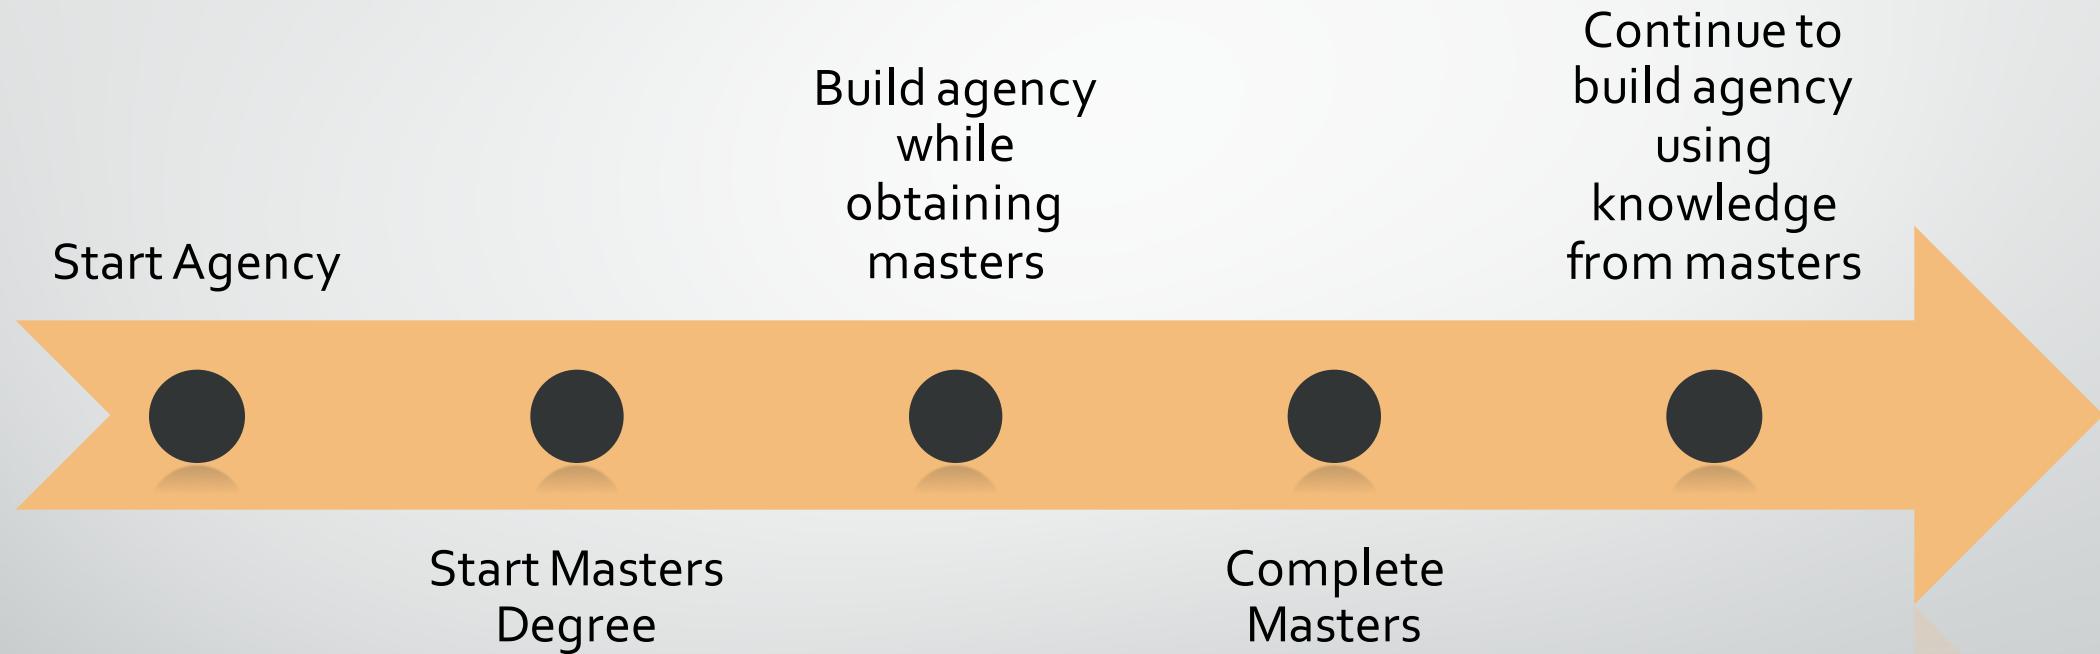 Start Agency
Start Masters
Degree
Build agency
while
obtaining
masters
Complete
Masters
Continue to
build agency
using
knowledge
from masters